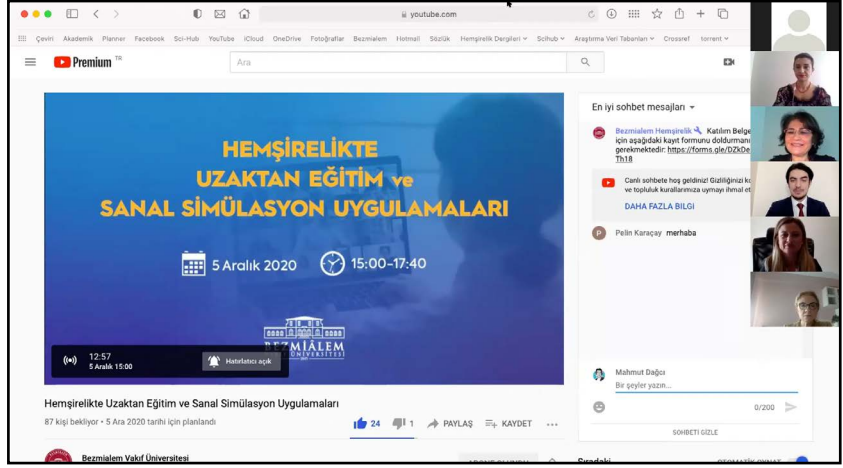 youtube.com
Çeviri Akademik Planner Facebook Sci-Hub YouTube iCloud OneDrive Fotoğraflar Bezmialem Hotmail Sözlük Hemşirelik Dergileri Scihub Araştırma Veri Tabanları Crossref torrent
Premium TR
Ara
HEMŞİRELİKTE
UZAKTAN EĞİTİM ve
SANAL SİMÜLASYON UYGULAMALARI
5 Aralık 2020
15:00-17:40
BEZMİÂLEM
12:57
5 Aralık 15:00
Hatırlatıcı açık
Hemşirelikte Uzaktan Eğitim ve Sanal Simülasyon Uygulamaları
87 kişi bekliyor • 5 Ara 2020 tarihi için planlandı
24
1
PAYLAŞ
KAYDET
Bezmialem Vakıf Üniversitesi
En iyi sohbet mesajları
Bezmialem Hemşirelik Katılım Belge
için aşağıdaki kayıt formunu doldurmanı
gerekmektedir: https://forms.gle/DZkDe
Th18
Canlı sohbete hoş geldiniz! Gizliliğinizi ko
ve topluluk kurallarımıza uymayı ihmal et
DAHA FAZLA BİLGİ
P Pelin Karaçay merhaba
Mahmut Dağcı
Bir şeyler yazın...
0/200
SOHBETİ GİZLE
Sıradaki
OTOMATİK OYNAT